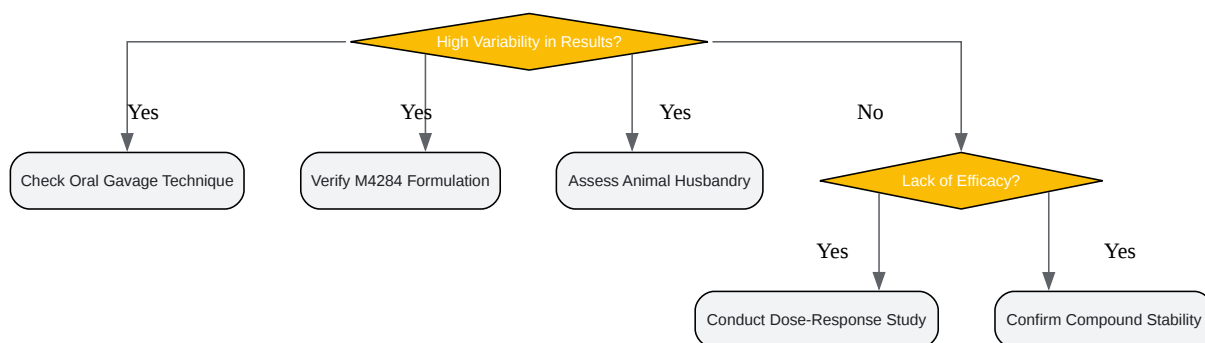 High Variability in Results?
Yes
Yes
Yes
No
Check Oral Gavage Technique
Verify M4284 Formulation
Assess Animal Husbandry
Lack of Efficacy?
Yes
Yes
Conduct Dose-Response Study
Confirm Compound Stability